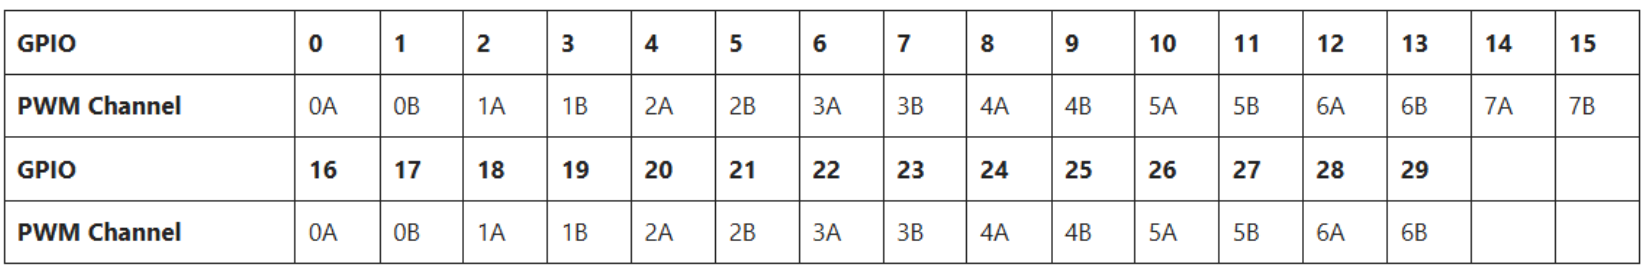 GPIO 0 1 2 3 4 5 6 7 8 9 10 11 12 13 14 15
PWM Channel 0A 0B 1A 1B 2A 2B 3A 3B 4A 4B 5A 5B 6A 6B 7A 7B
GPIO 16 17 18 19 20 21 22 23 24 25 26 27 28 29
PWM Channel 0A 0B 1A 1B 2A 2B 3A 3B 4A 4B 5A 5B 6A 6B